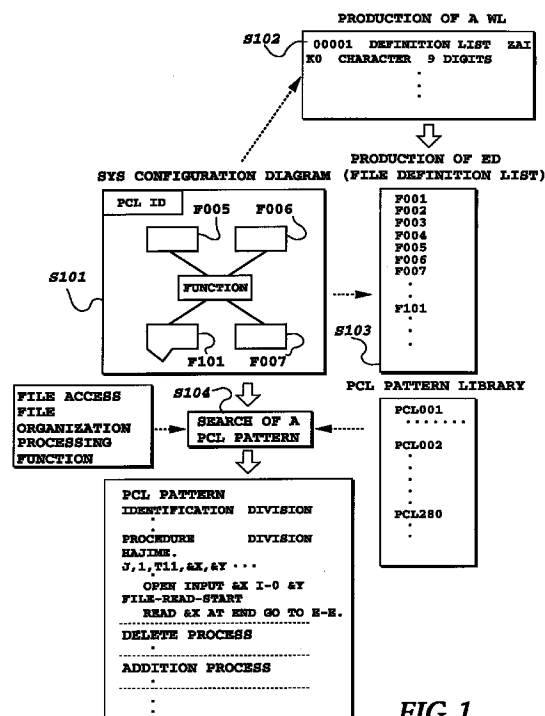 PRODUCTION OF A WL
S102
00001 DEFINITION LIST ZAI
K0 CHARACTER 9 DIGITS
SYS CONFIGURATION DIAGRAM
PRODUCTION OF ED
(FILE DEFINITION LIST)
PCL ID
F005
F006
FUNCTION
F101
F007
S101
F001
F002
F003
F004
F005
F006
F007
F101
S103
S104
FILE ACCESS
FILE
ORGANIZATION
PROCESSING
FUNCTION
SEARCH OF A
PCL PATTERN
PCL PATTERN LIBRARY
PCL001
.......
PCL002
PCL280
PCL PATTERN
IDENTIFICATION DIVISION
PROCEDURE DIVISION
HAJIME.
J,1,T11,&X,&Y ...
OPEN INPUT &X I-0 &Y
FILE-READ-START
READ &X AT END GO TO E-E.
DELETE PROCESS
ADDITION PROCESS
FIG. 1